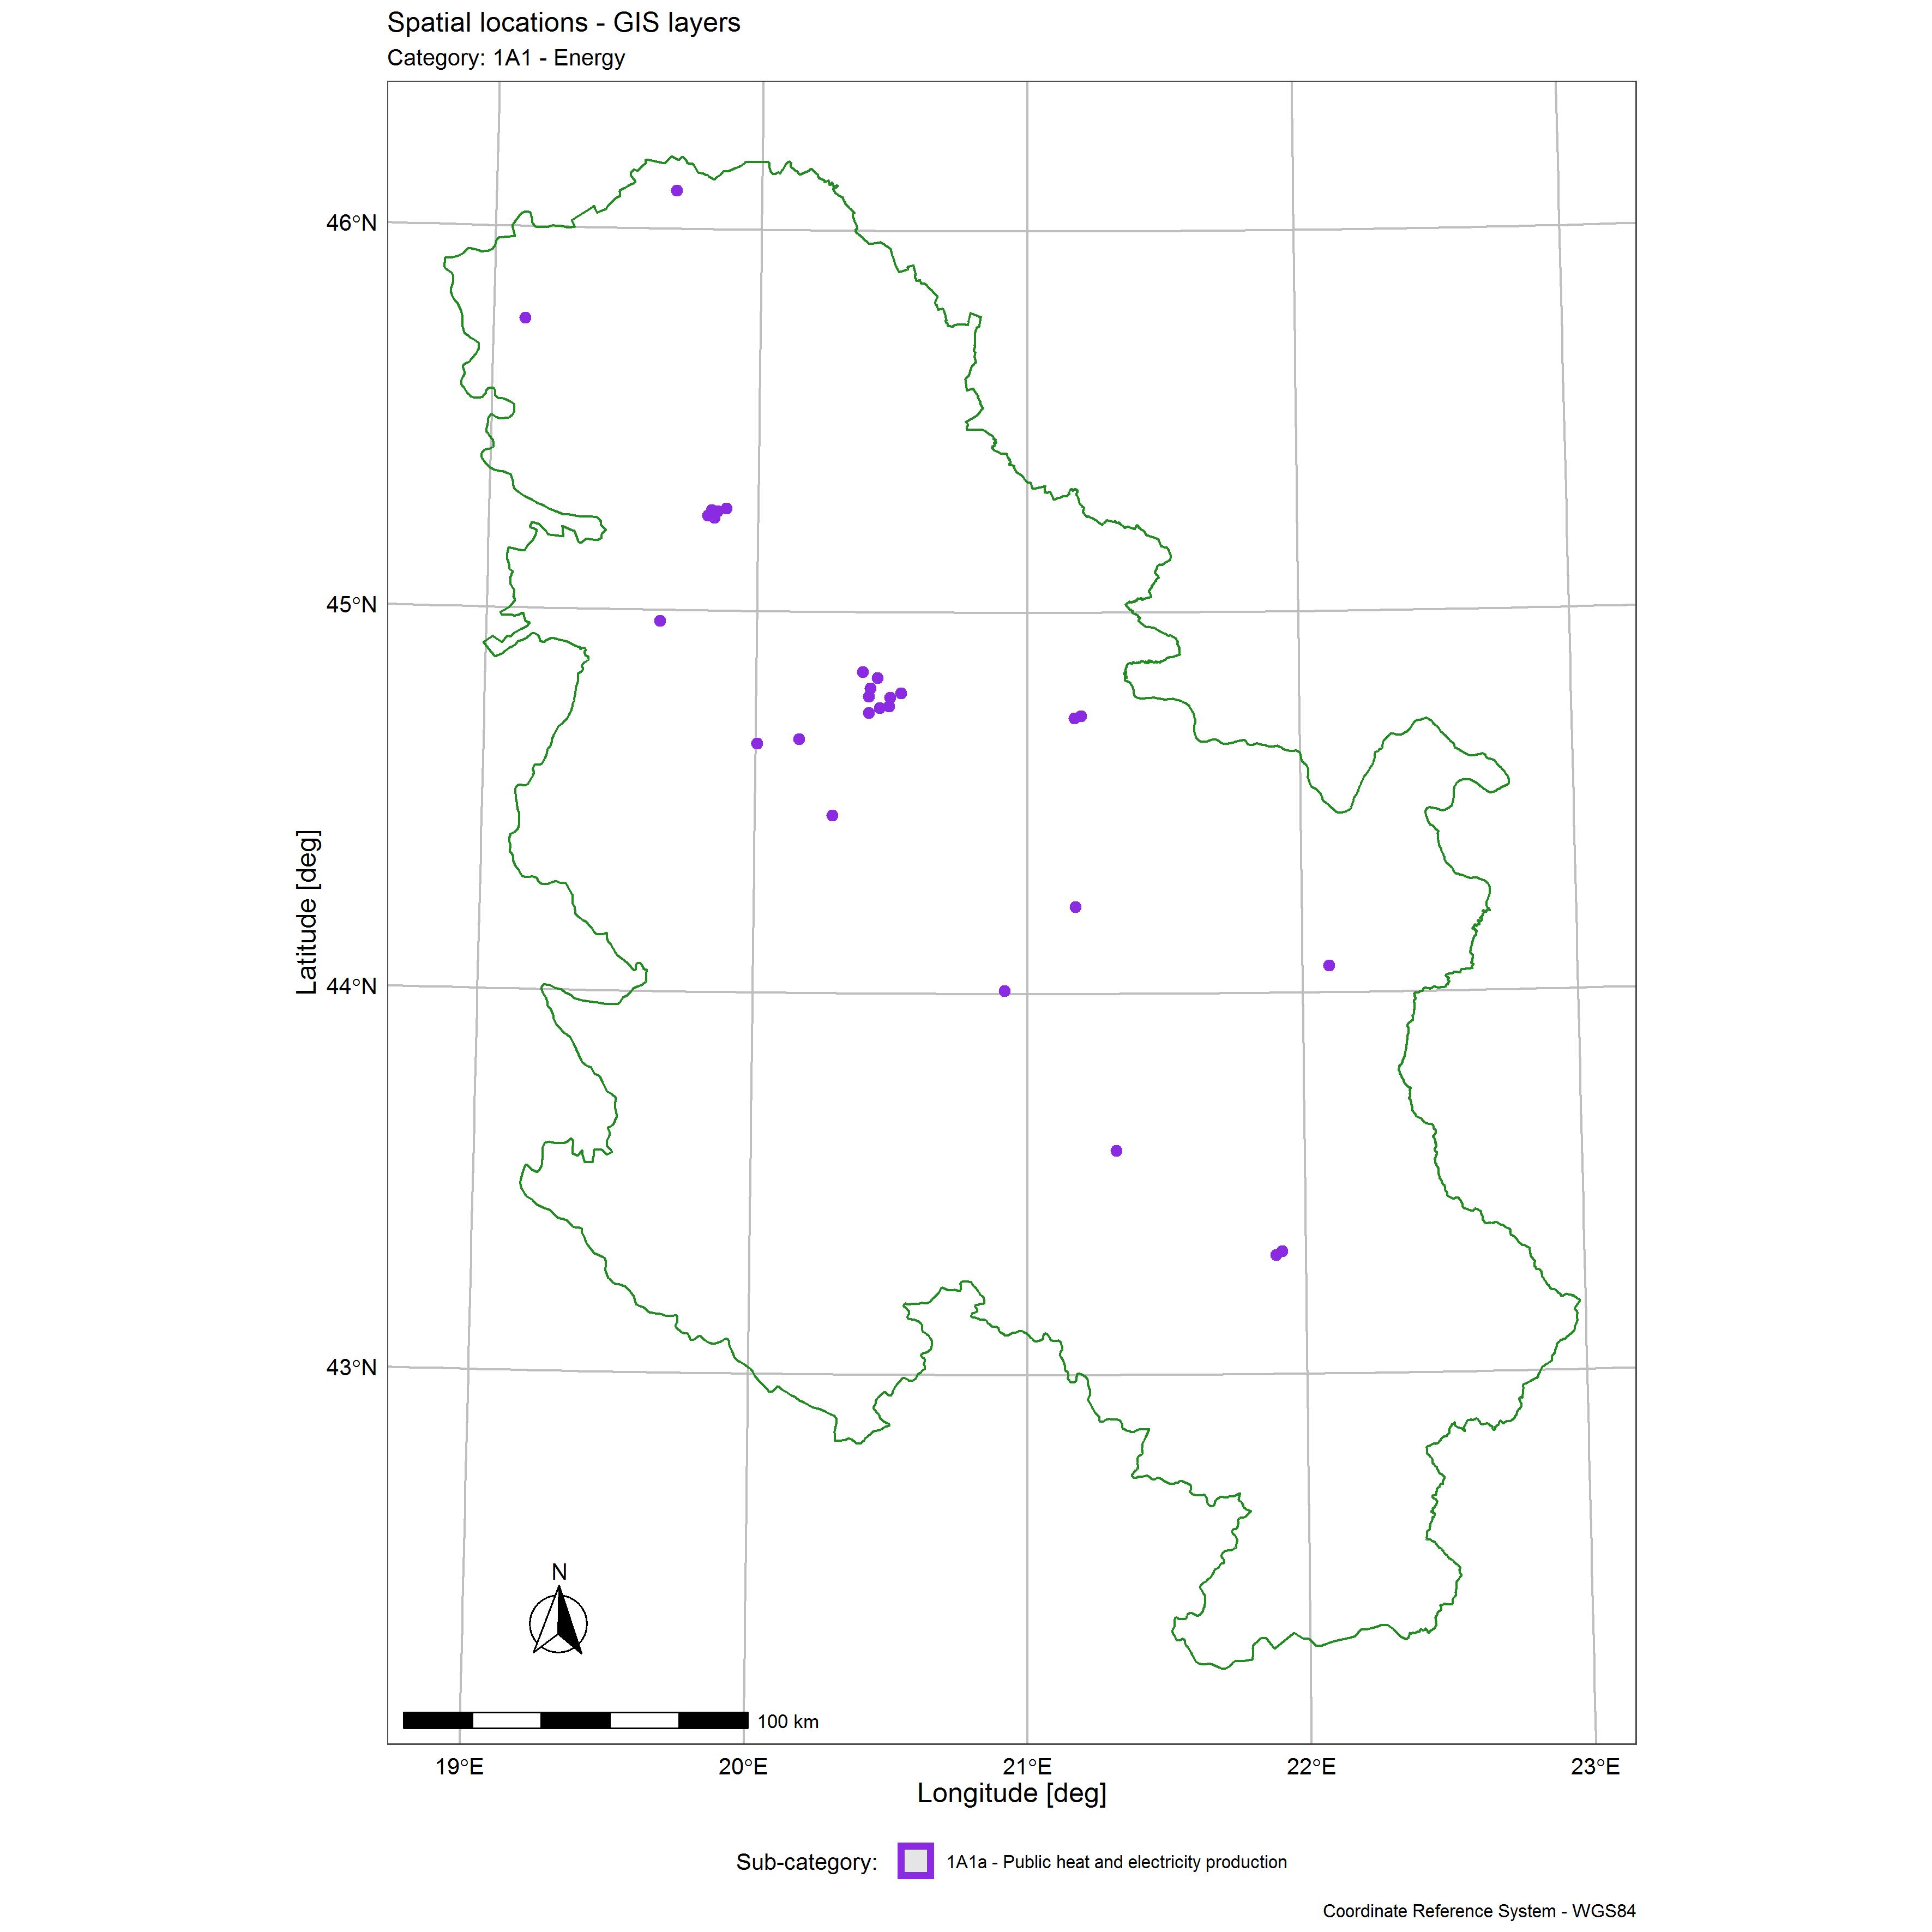 Spatial locations - GIS layers
Category: 1A1 - Energy
46°N
45°N
44°N
43°N
Latitude [deg]
N
100 km
19°E 20°E 21°E 22°E 23°E
Longitude [deg]
Sub-category: 1A1a - Public heat and electricity production
Coordinate Reference System - WGS84